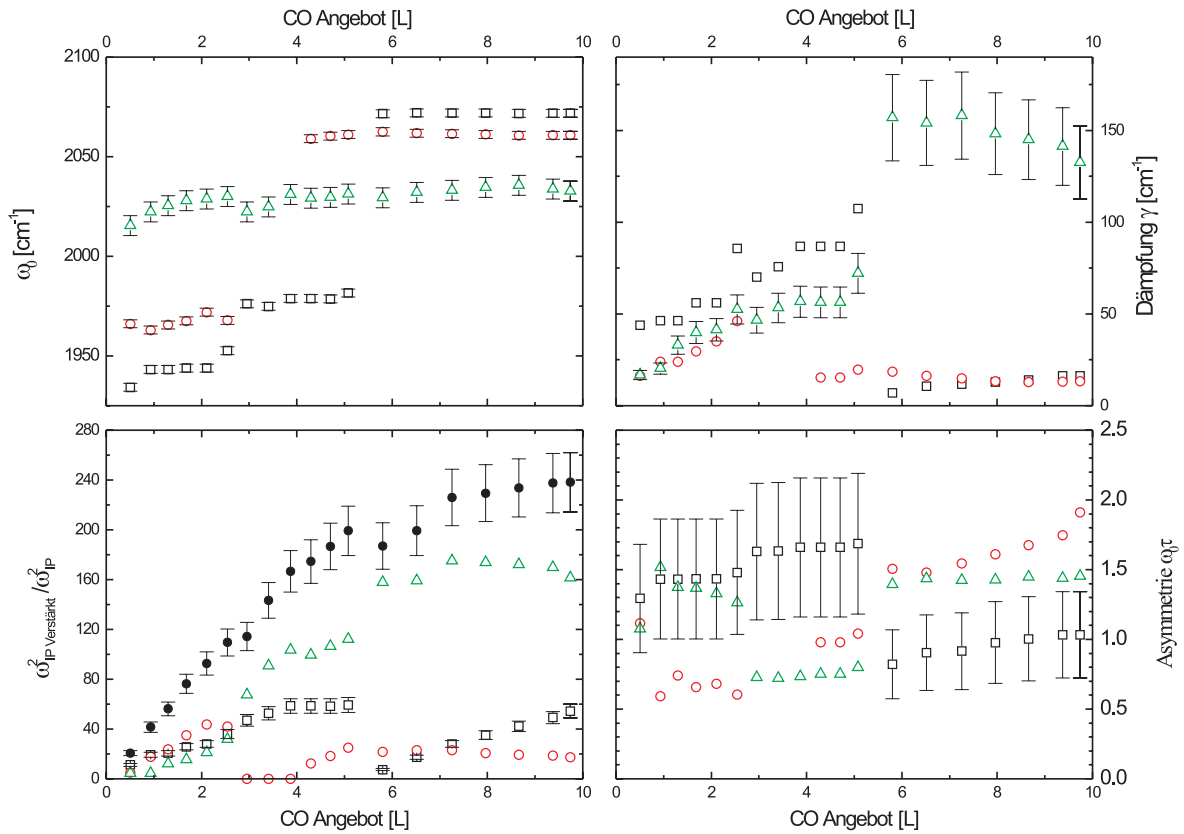 CO Angebot [L]
CO Angebot [L]
0 2 4 6 8 10
0 2 4 6 8 10
2100
2050
2000
1950
ω₀ [cm⁻¹]
150
100
50
0
Dämpfung γ [cm⁻¹]
280
240
200
160
120
80
40
0
ω²IP Verstärkt /ω²IP
2.5
2.0
1.5
1.0
0.5
0.0
Asymmetrie ω₀τ
0 2 4 6 8 10
0 2 4 6 8 10
CO Angebot [L]
CO Angebot [L]